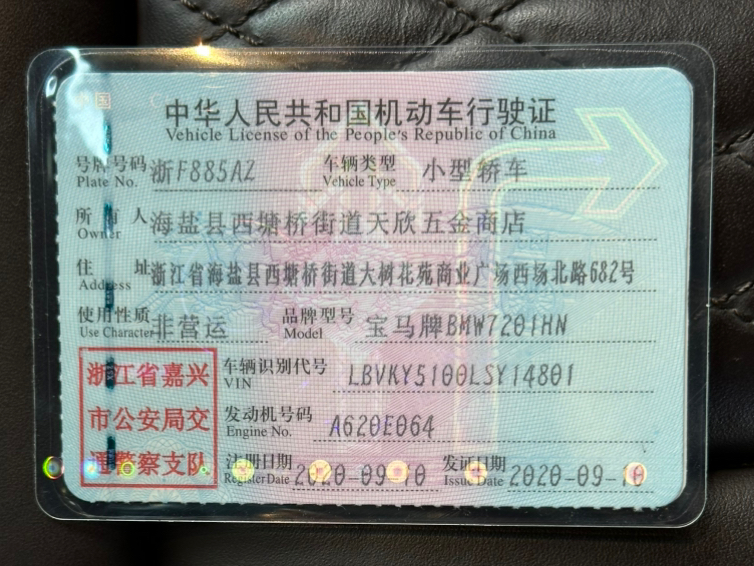 中华人民共和国机动车行驶证
Vehicle License of the People's Republic of China
号牌号码 浙F885AZ 车辆类型 小型轿车
Plate No. Vehicle Type
所有人 海盐县西塘桥街道天欣五金商店
Owner
住址 浙江省海盐县西塘桥街道大树花苑商业广场西场北路682号
Address
使用性质 非营运 品牌型号 宝马牌BMW7201HN
Use Character Model
浙江省嘉兴 车辆识别代号 LBVKY5100LSY14801
VIN
市公安局交 发动机号码 A620E064
Engine No.
通警察支队 注册日期 2020-09-10 发证日期 2020-09-10
Register Date Issue Date